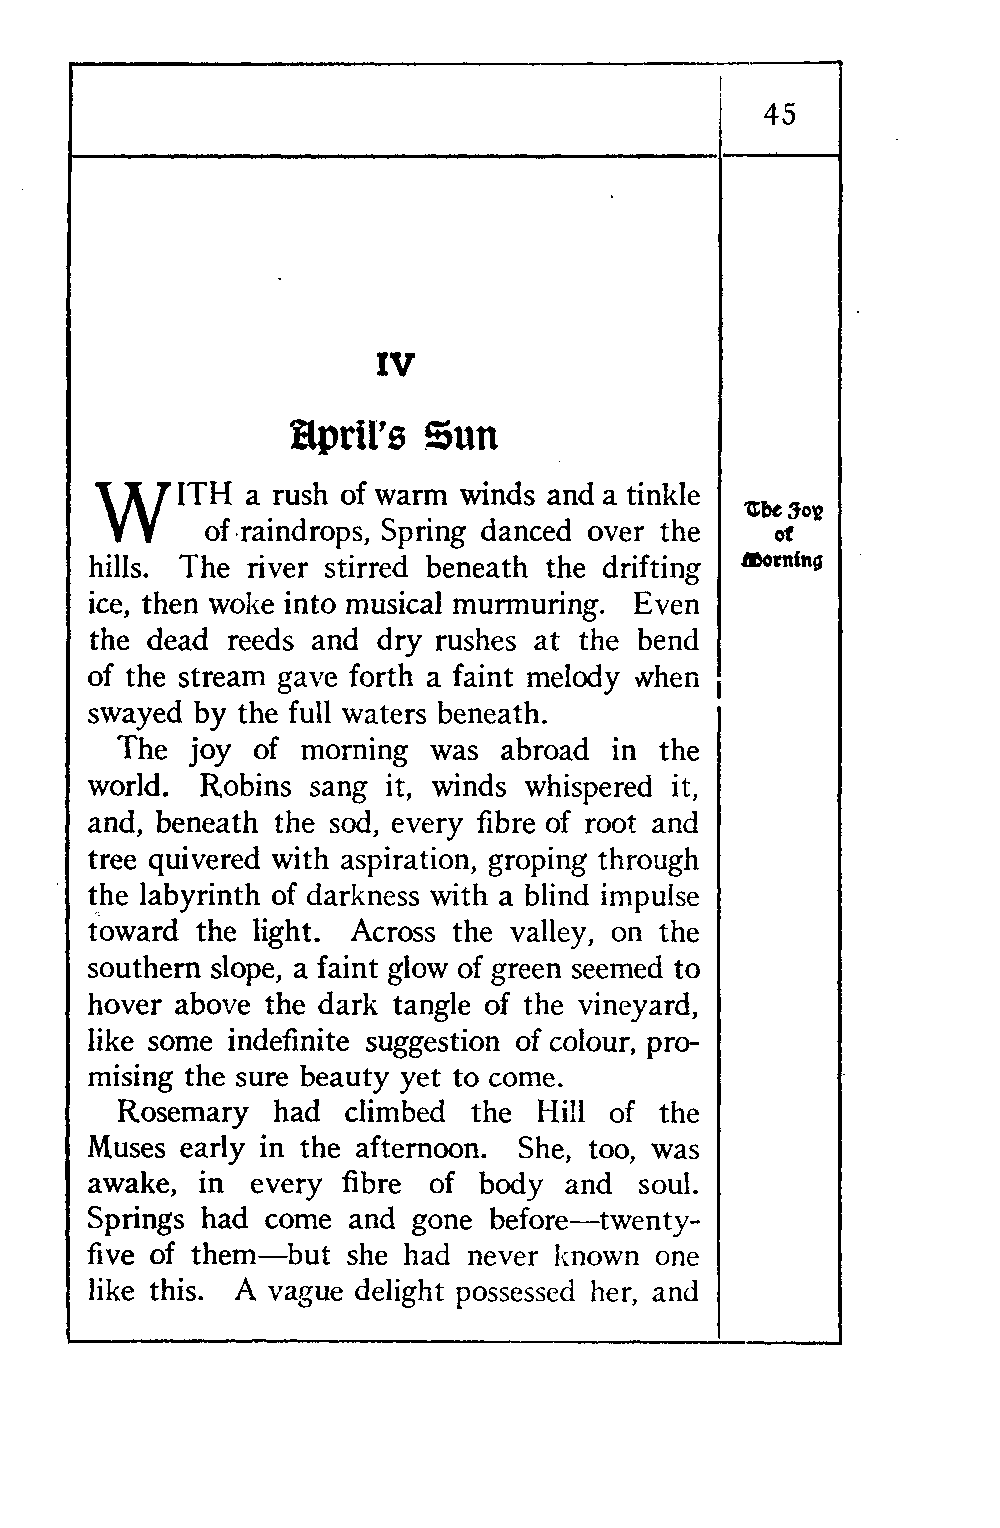 45
IV
April's Sun
WITH a rush of warm winds and a tinkle
of raindrops, Spring danced over the
hills. The river stirred beneath the drifting
ice, then woke into musical murmuring. Even
the dead reeds and dry rushes at the bend
of the stream gave forth a faint melody when
swayed by the full waters beneath.
The joy of morning was abroad in the
world. Robins sang it, winds whispered it,
and, beneath the sod, every fibre of root and
tree quivered with aspiration, groping through
the labyrinth of darkness with a blind impulse
toward the light. Across the valley, on the
southern slope, a faint glow of green seemed to
hover above the dark tangle of the vineyard,
like some indefinite suggestion of colour, pro-
mising the sure beauty yet to come.
Rosemary had climbed the Hill of the
Muses early in the afternoon. She, too, was
awake, in every fibre of body and soul.
Springs had come and gone before—twenty-
five of them—but she had never known one
like this. A vague delight possessed her, and
The Joy
of
Morning